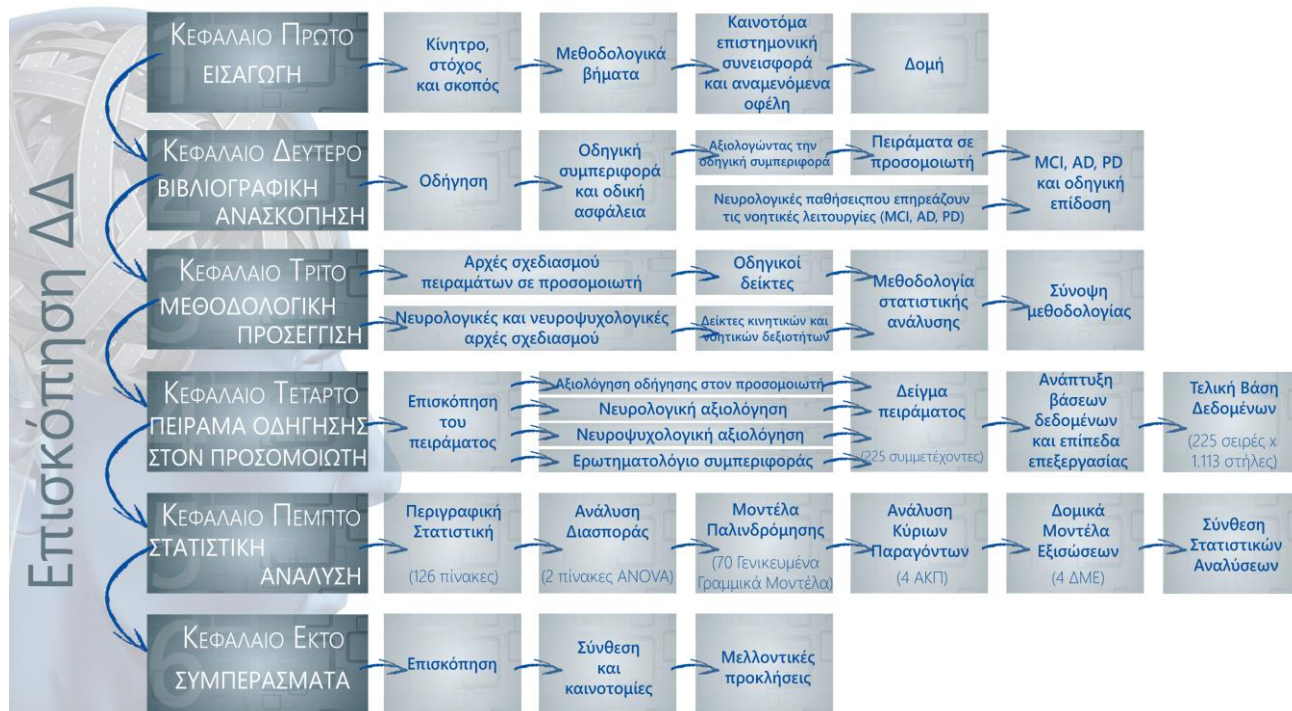 Επισκόπηση ΔΔ
1
ΚΕΦΑΛΑΙΟ ΠΡΩΤΟ
ΕΙΣΑΓΩΓΗ
Κίνητρο,
στόχος
και σκοπός
Μεθοδολογικά
βήματα
Καινοτόμα
επιστημονική
συνεισφορά
και αναμενόμενα
οφέλη
Δομή
2
ΚΕΦΑΛΑΙΟ ΔΕΥΤΕΡΟ
ΒΙΒΛΙΟΓΡΑΦΙΚΗ
ΑΝΑΣΚΟΠΗΣΗ
Οδήγηση
Οδηγική
συμπεριφορά
και οδική
ασφάλεια
Αξιολογώντας την
οδηγική συμπεριφορά
Πειράματα σε
προσομοιωτή
Νευρολογικές παθήσειςπου επηρεάζουν
τις νοητικές λειτουργίες (MCI, AD, PD)
MCI, AD, PD
και οδηγική
επίδοση
3
ΚΕΦΑΛΑΙΟ ΤΡΙΤΟ
ΜΕΘΟΔΟΛΟΓΙΚΗ
ΠΡΟΣΕΓΓΙΣΗ
Αρχές σχεδιασμού
πειραμάτων σε προσομοιωτή
Οδηγικοί
δείκτες
Νευρολογικές και νευροψυχολογικές
αρχές σχεδιασμού
Δείκτες κινητικών και
νοητικών δεξιοτήτων
Μεθοδολογία
στατιστικής
ανάλυσης
Σύνοψη
μεθοδολογίας
4
ΚΕΦΑΛΑΙΟ ΤΕΤΑΡΤΟ
ΠΕΙΡΑΜΑ ΟΔΗΓΗΣΗΣ
ΣΤΟΝ ΠΡΟΣΟΜΟΙΩΤΗ
Επισκόπηση
του
πειράματος
Αξιολόγηση οδήγησης στον προσομοιωτή
Νευρολογική αξιολόγηση
Νευροψυχολογική αξιολόγηση
Ερωτηματολόγιο συμπεριφοράς
Δείγμα
πειράματος
(225 συμμετέχοντες)
Ανάπτυξη
βάσεων
δεδομένων
και επίπεδα
επεξεργασίας
Τελική Βάση
Δεδομένων
(225 σειρές x
1.113 στήλες)
5
ΚΕΦΑΛΑΙΟ ΠΕΜΠΤΟ
ΣΤΑΤΙΣΤΙΚΗ
ΑΝΑΛΥΣΗ
Περιγραφική
Στατιστική
(126 πίνακες)
Ανάλυση
Διασποράς
(2 πίνακες ANOVA)
Μοντέλα
Παλινδρόμησης
(70 Γενικευμένα
Γραμμικά Μοντέλα)
Ανάλυση
Κύριων
Παραγόντων
(4 ΑΚΠ)
Δομικά
Μοντέλα
Εξισώσεων
(4 ΔΜΕ)
Σύνθεση
Στατιστικών
Αναλύσεων
6
ΚΕΦΑΛΑΙΟ ΕΚΤΟ
ΣΥΜΠΕΡΑΣΜΑΤΑ
Επισκόπηση
Σύνθεση
και
καινοτομίες
Μελλοντικές
προκλήσεις